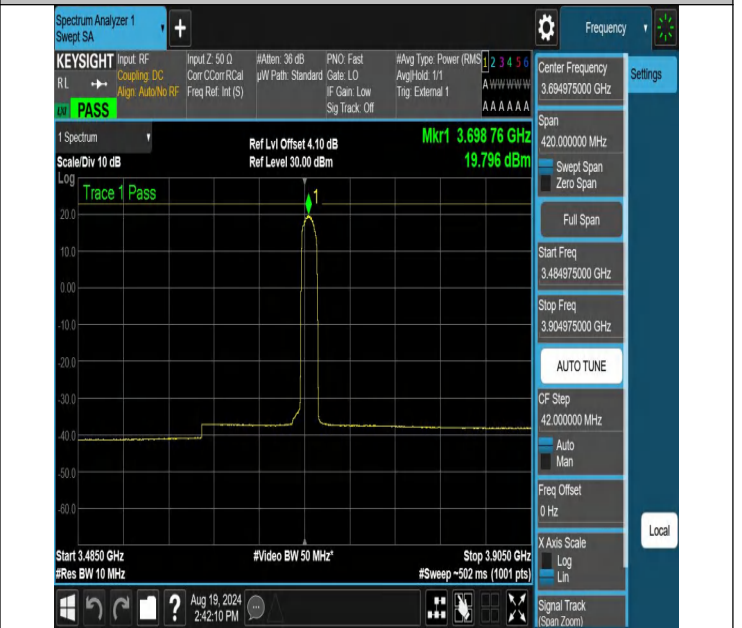 Spectrum Analyzer 1
Swept SA
+
Frequency
KEYSIGHT
RL
PASS
Input: RF
Coupling: DC
Align: Auto/No RF
Input Z: 50 Ω
Corr CCorr RCal
Freq Ref: Int (S)
#Atten: 36 dB
µW Path: Standard
PNO: Fast
Gate: LO
IF Gain: Low
Sig Track: Off
#Avg Type: Power (RMS
Avg|Hold: 1/1
Trig: External 1
1 2 3 4 5 6
A W W W W W
A A A A A A
1 Spectrum
Scale/Div 10 dB
Ref Lvl Offset 4.10 dB
Ref Level 30.00 dBm
Mkr1 3.698 76 GHz
19.796 dBm
Log
Trace 1 Pass
1
20.0
10.0
0.00
-10.0
-20.0
-30.0
-40.0
-50.0
-60.0
Start 3.4850 GHz
#Res BW 10 MHz
#Video BW 50 MHz*
Stop 3.9050 GHz
#Sweep ~502 ms (1001 pts)
Center Frequency
3.694975000 GHz
Settings
Span
420.000000 MHz
Swept Span
Zero Span
Full Span
Start Freq
3.484975000 GHz
Stop Freq
3.904975000 GHz
AUTO TUNE
CF Step
42.000000 MHz
Auto
Man
Freq Offset
0 Hz
X Axis Scale
Log
Lin
Local
Signal Track
(Span Zoom)
?
Aug 19, 2024
2:42:10 PM